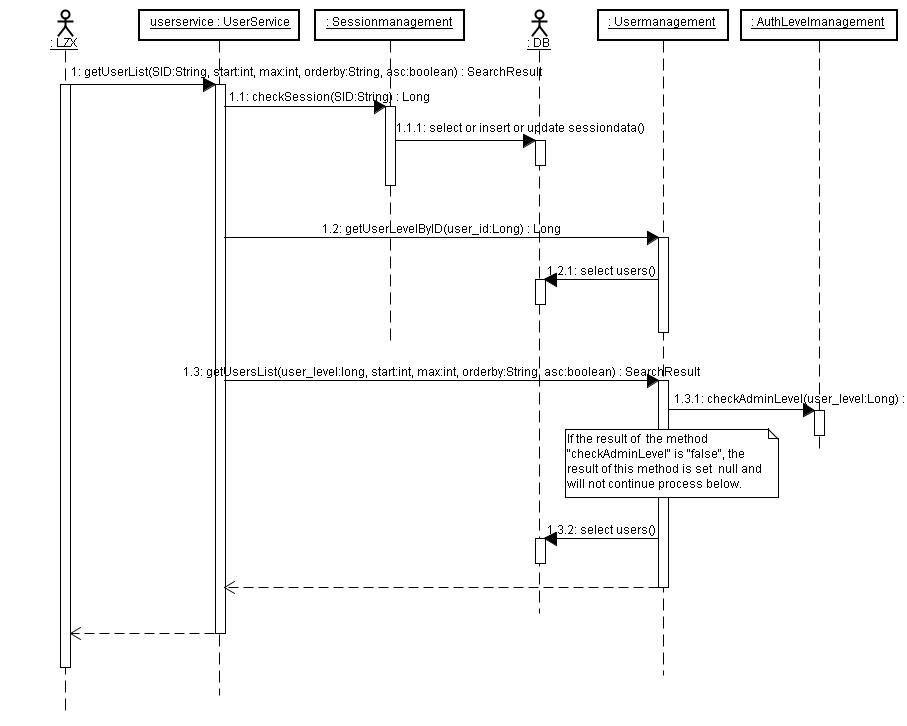 userservice : UserService
: Sessionmanagement
: Usermanagement
: AuthLevelmanagement
: LZX
: DB
1: getUserList(SID:String, start:int, max:int, orderby:String, asc:boolean) : SearchResult
1.1: checkSession(SID:String) : Long
1.1.1: select or insert or update sessiondata()
1.2: getUserLevelByID(user_id:Long) : Long
1.2.1: select users()
1.3: getUsersList(user_level:long, start:int, max:int, orderby:String, asc:boolean) : SearchResult
1.3.1: checkAdminLevel(user_level:Long) :
If the result of the method
"checkAdminLevel" is "false", the
result of this method is set null and
will not continue process below.
1.3.2: select users()